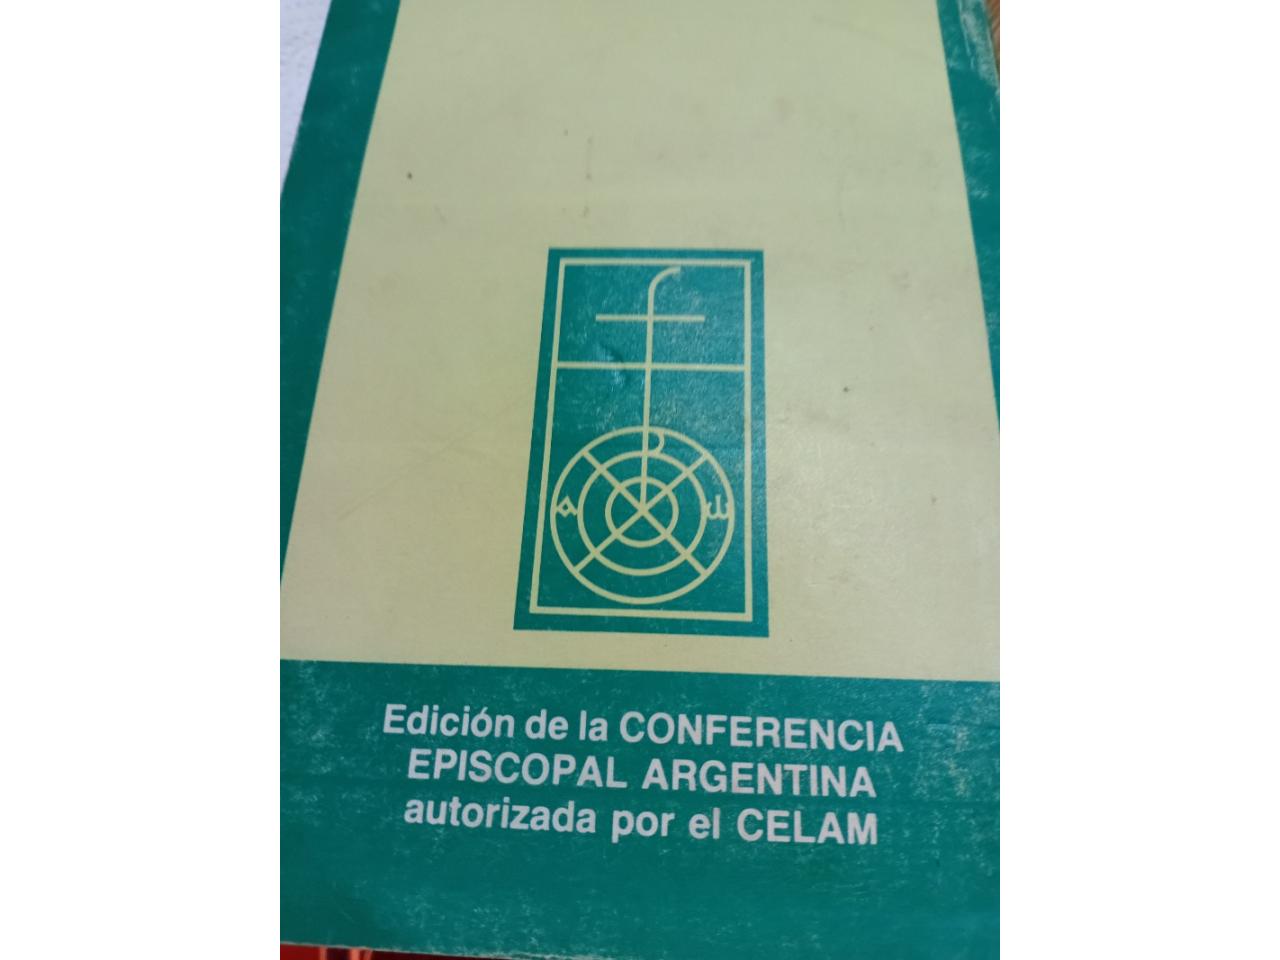 Edición de la CONFERENCIA
EPISCOPAL ARGENTINA
autorizada por el CELAM